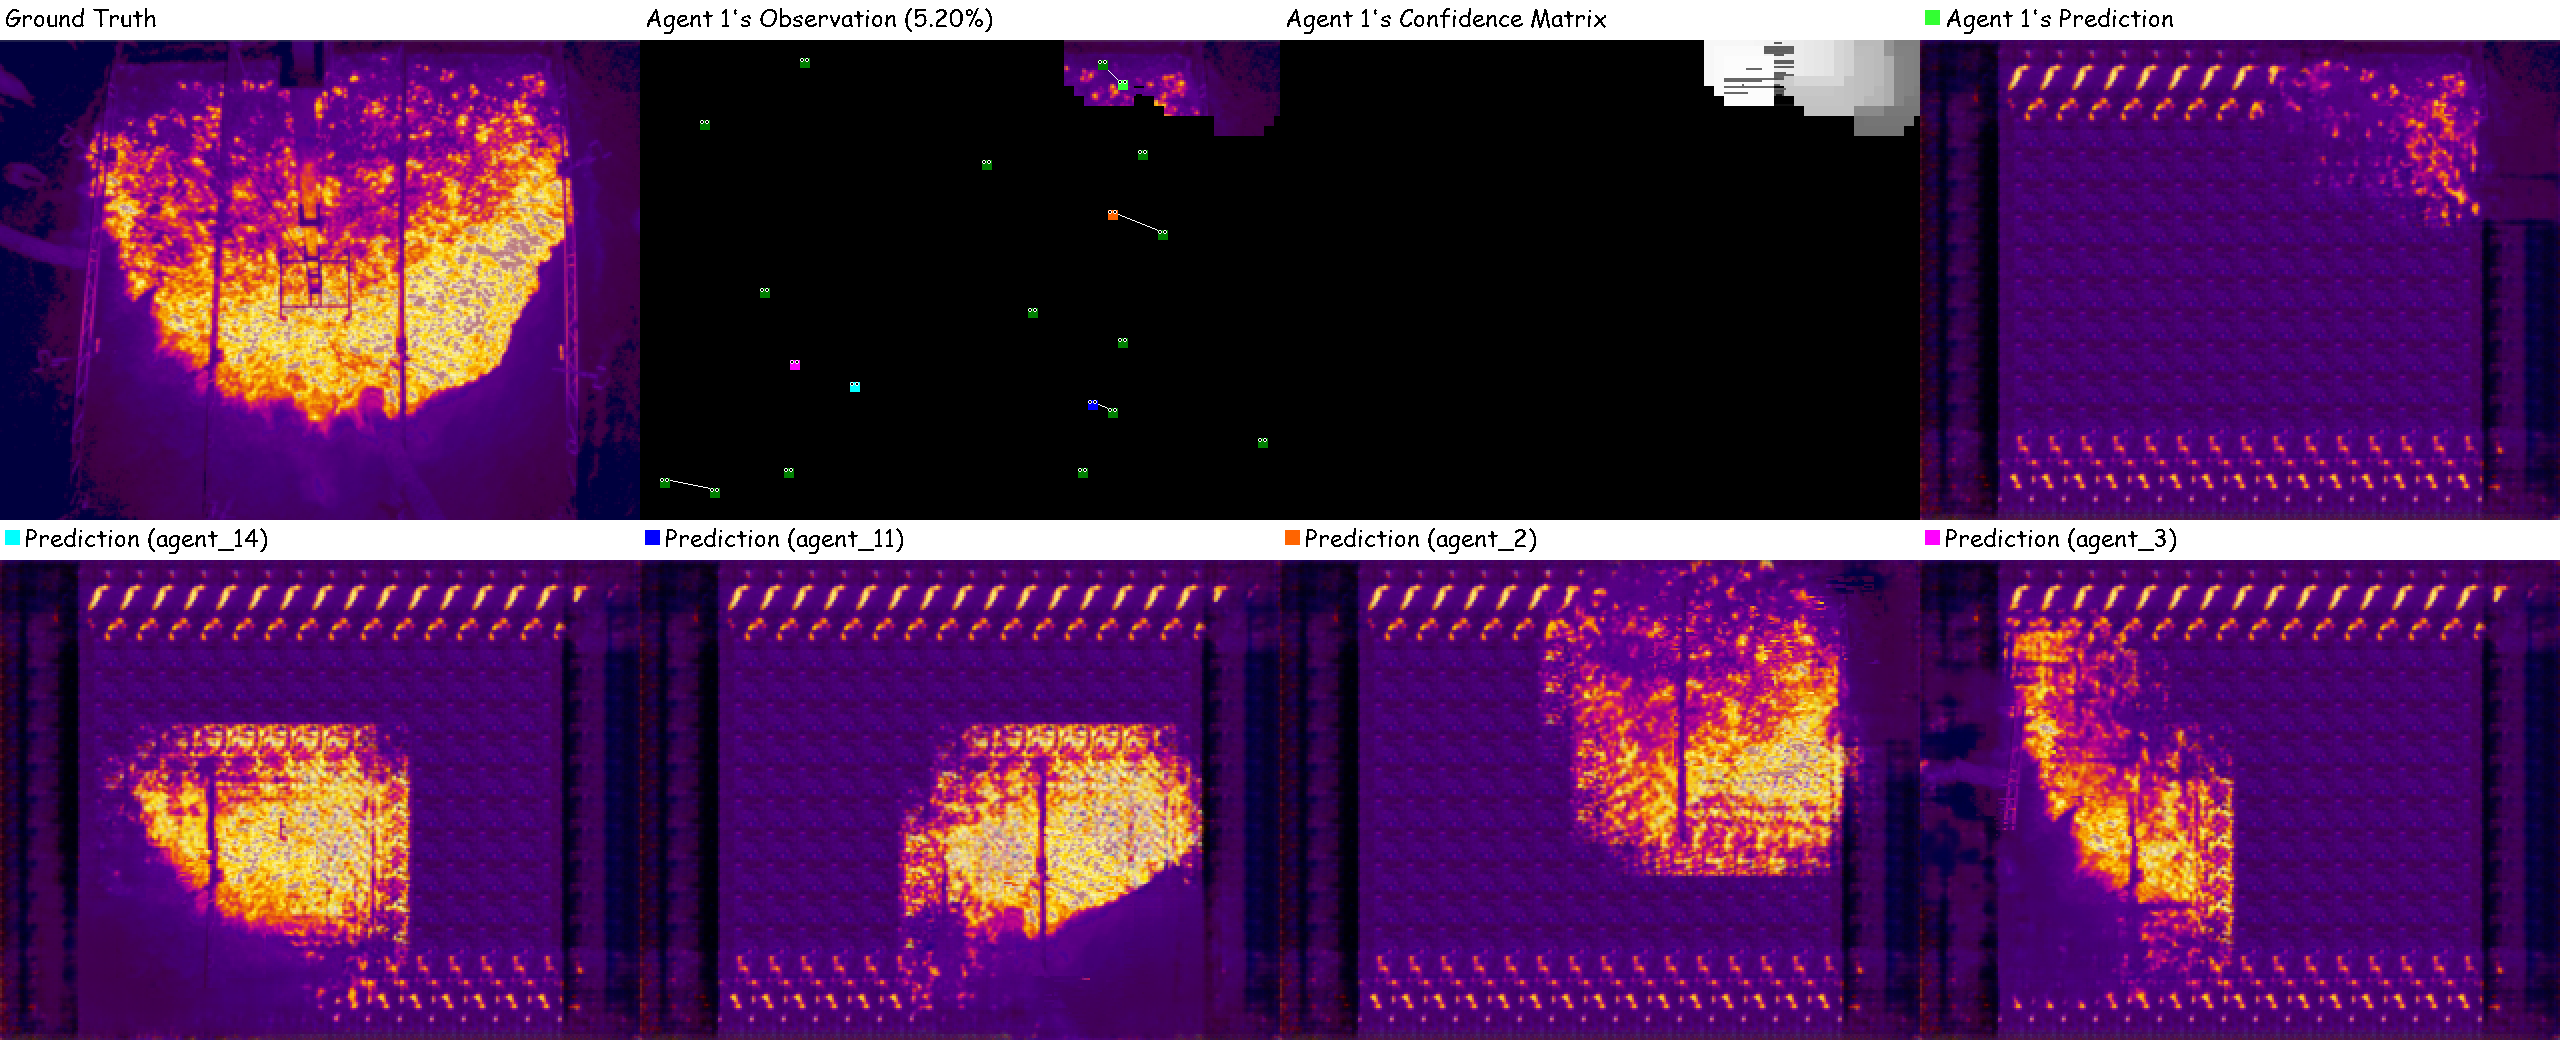 Ground Truth
Agent 1's Observation (5.20%)
Agent 1's Confidence Matrix
Agent 1's Prediction
Prediction (agent_14)
Prediction (agent_11)
Prediction (agent_2)
Prediction (agent_3)